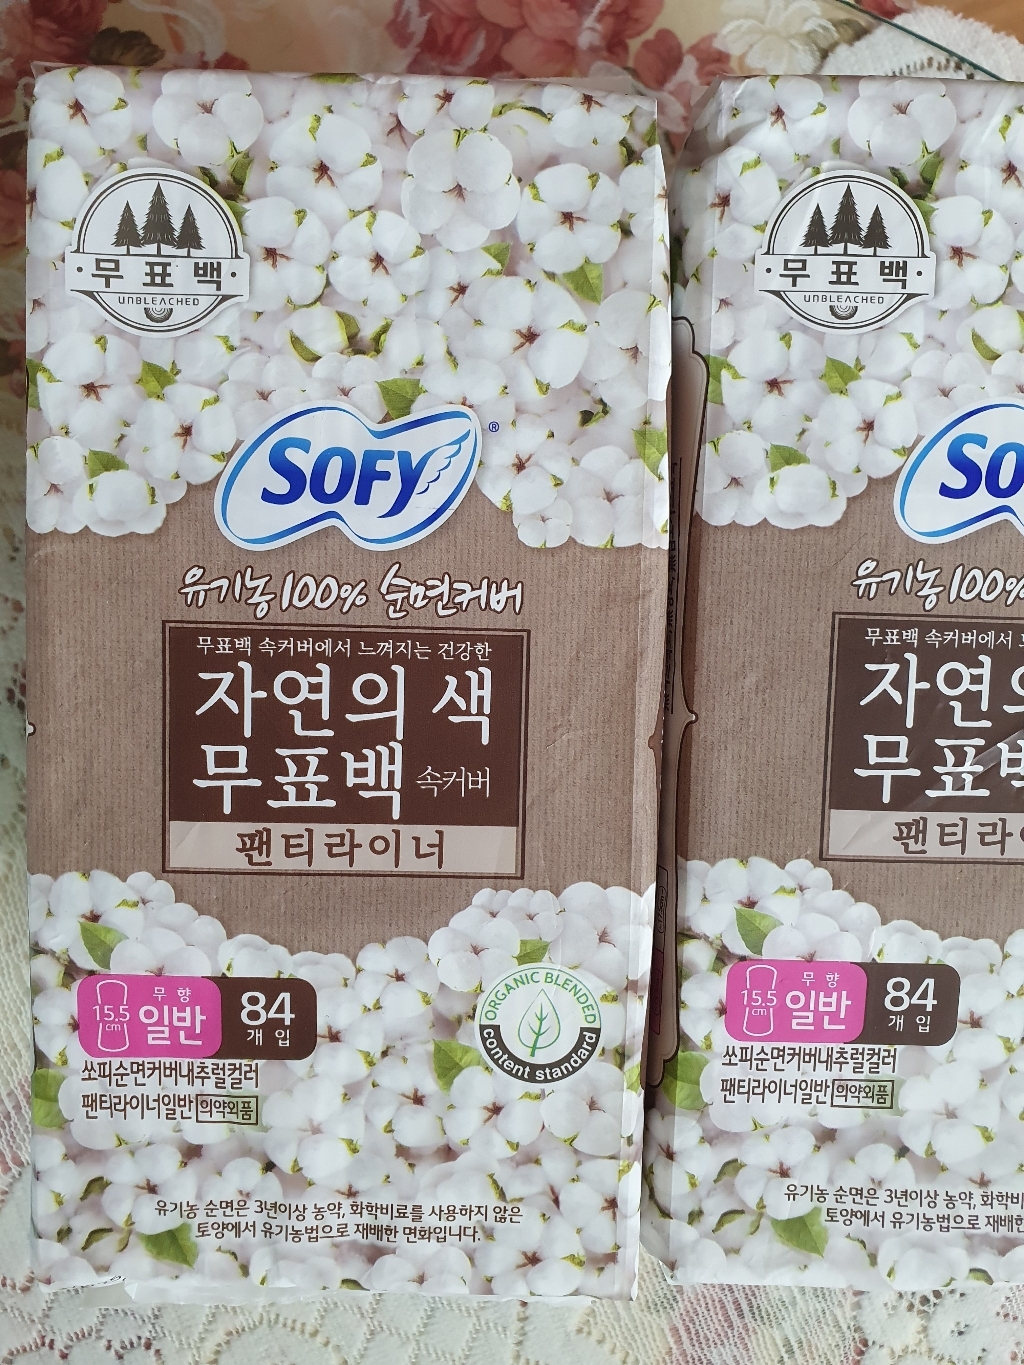 무표백
UNBLEACHED
SOFY®
유기농 100% 순면커버
무표백 속커버에서 느껴지는 건강한
자연의 색
무표백 속커버
팬티라이너
15.5
cm
무향
일반
84
개입
쏘피순면커버내추럴컬러
팬티라이너일반 의약외품
ORGANIC BLENDED
content standard
유기농 순면은 3년이상 농약, 화학비료를 사용하지 않은
토양에서 유기농법으로 재배한 면화입니다.
무표백
UNBLEACHED
SO
유기농 100%
무표백 속커버에서
자연의
무표
팬티라
15.5
cm
무향
일반
84
개입
쏘피순면커버내추럴컬러
팬티라이너일반 의약외품
유기농 순면은 3년이상 농약, 화학비
토양에서 유기농법으로 재배한